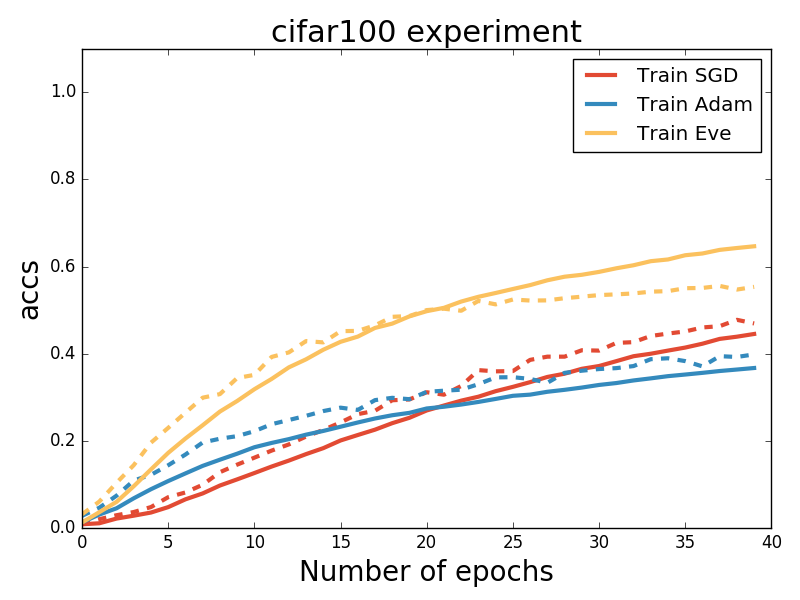 cifar100 experiment
Train SGD
Train Adam
Train Eve
accs
1.0
0.8
0.6
0.4
0.2
0.0
0 5 10 15 20 25 30 35 40
Number of epochs